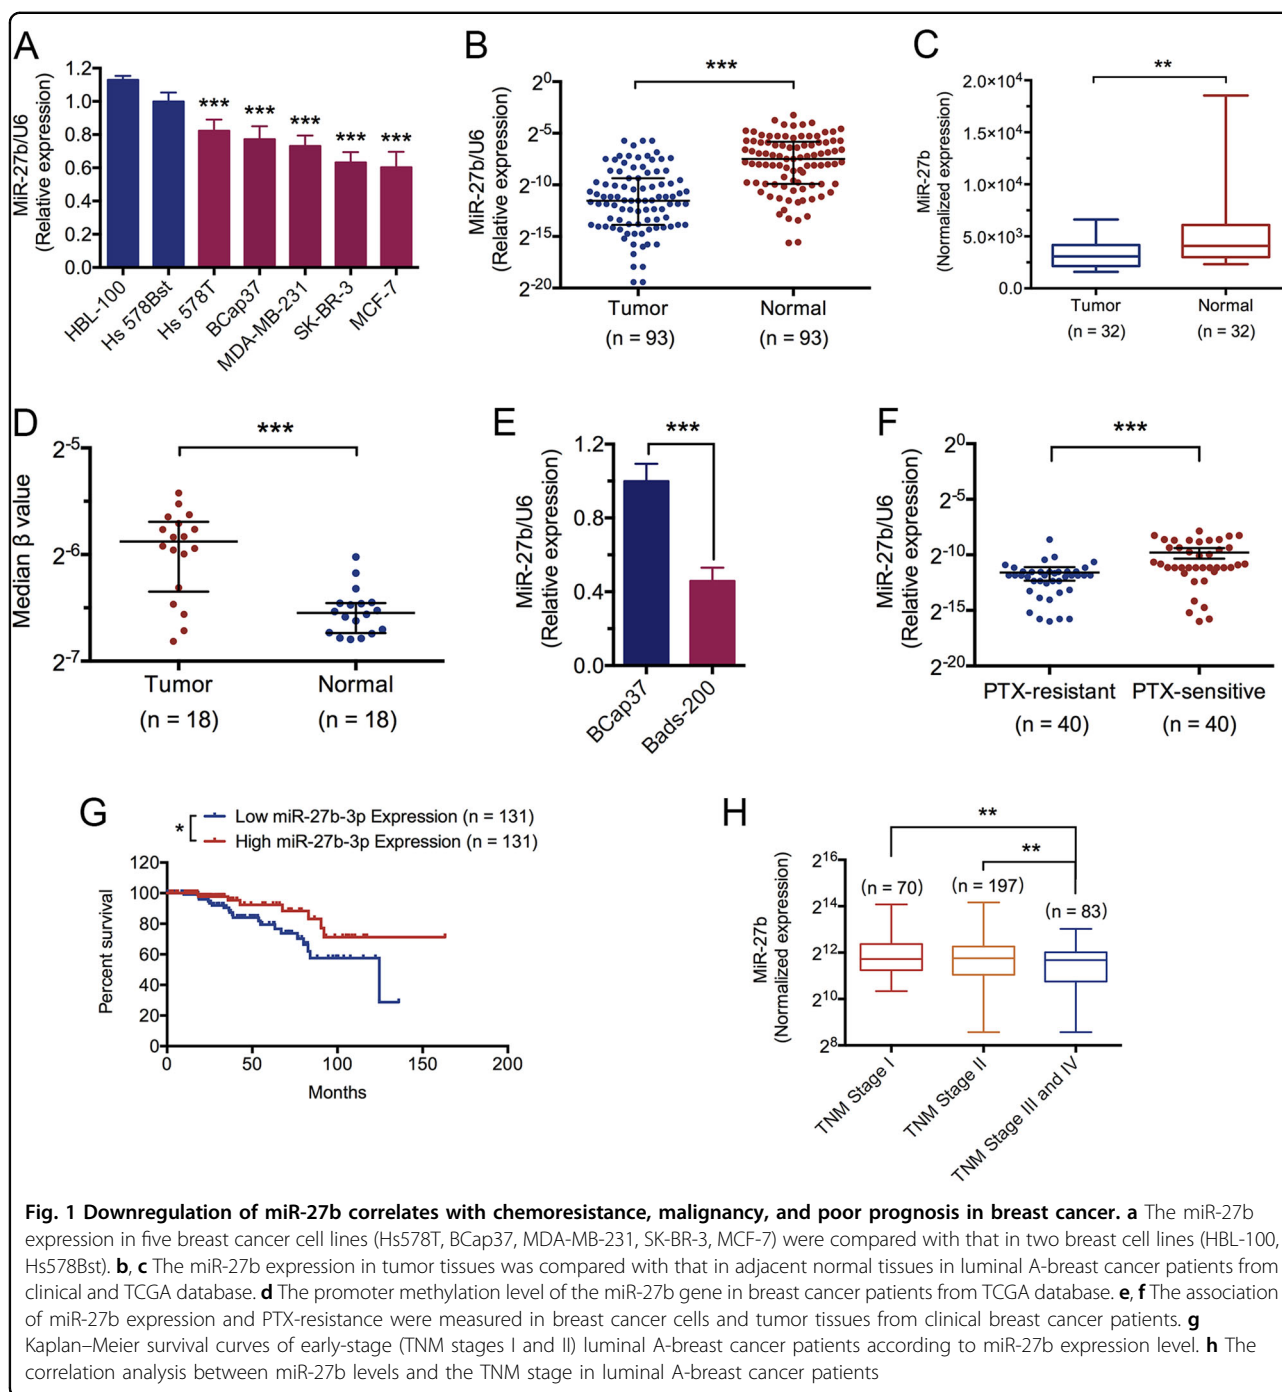 A
MiR-27b/U6
(Relative expression)
1.2
1.0
0.8
0.6
0.4
0.2
0.0
*** *** *** *** ***
HBL-100
Hs 578Bst
Hs 578T
BCap37
MDA-MB-231
SK-BR-3
MCF-7
B
MiR-27b/U6
(Relative expression)
2^0
2^-5
2^-10
2^-15
2^-20
***
Tumor
(n = 93)
Normal
(n = 93)
C
MiR-27b
(Normalized expression)
2.0×10^4
1.5×10^4
1.0×10^4
5.0×10^3
0.0
**
Tumor
(n = 32)
Normal
(n = 32)
D
Median β value
2^-5
2^-6
2^-7
***
Tumor
(n = 18)
Normal
(n = 18)
E
MiR-27b/U6
(Relative expression)
1.2
0.8
0.4
0.0
***
BCap37
Bads-200
F
MiR-27b/U6
(Relative expression)
2^0
2^-5
2^-10
2^-15
2^-20
***
PTX-resistant
(n = 40)
PTX-sensitive
(n = 40)
G
*
Low miR-27b-3p Expression (n = 131)
High miR-27b-3p Expression (n = 131)
Percent survival
120
100
80
60
40
20
0
0 50 100 150 200
Months
H
MiR-27b
(Normalized expression)
2^16
2^14
2^12
2^10
2^8
**
**
(n = 70)
(n = 197)
(n = 83)
TNM Stage I
TNM Stage II
TNM Stage III and IV
Fig. 1 Downregulation of miR-27b correlates with chemoresistance, malignancy, and poor prognosis in breast cancer. a The miR-27b
expression in five breast cancer cell lines (Hs578T, BCap37, MDA-MB-231, SK-BR-3, MCF-7) were compared with that in two breast cell lines (HBL-100,
Hs578Bst). b, c The miR-27b expression in tumor tissues was compared with that in adjacent normal tissues in luminal A-breast cancer patients from
clinical and TCGA database. d The promoter methylation level of the miR-27b gene in breast cancer patients from TCGA database. e, f The association
of miR-27b expression and PTX-resistance were measured in breast cancer cells and tumor tissues from clinical breast cancer patients. g
Kaplan–Meier survival curves of early-stage (TNM stages I and II) luminal A-breast cancer patients according to miR-27b expression level. h The
correlation analysis between miR-27b levels and the TNM stage in luminal A-breast cancer patients